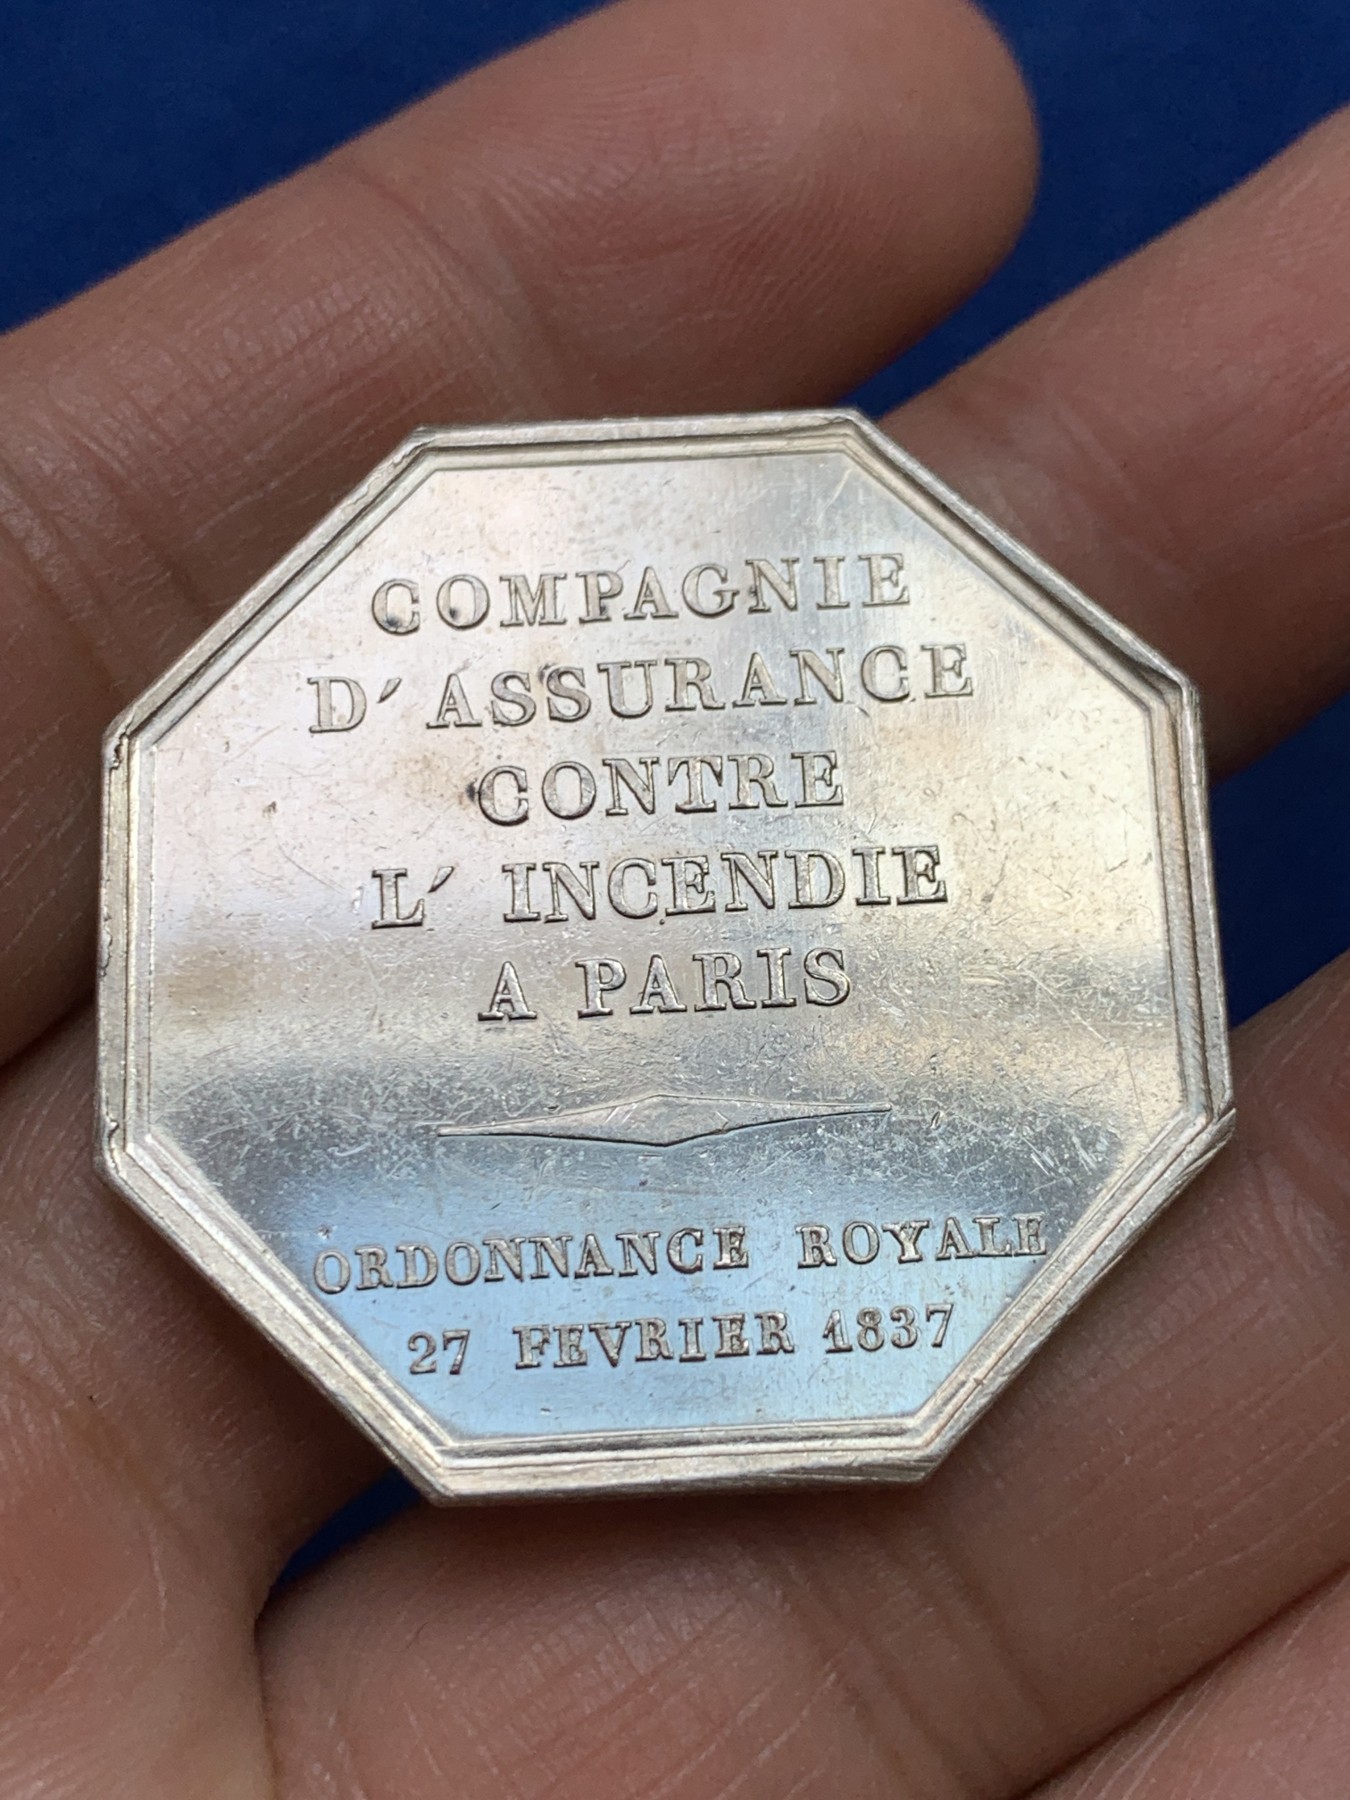 COMPAGNIE
D'ASSURANCE
CONTRE
L'INCENDIE
A PARIS
ORDONNANCE ROYALE
27 FEVRIER 1837